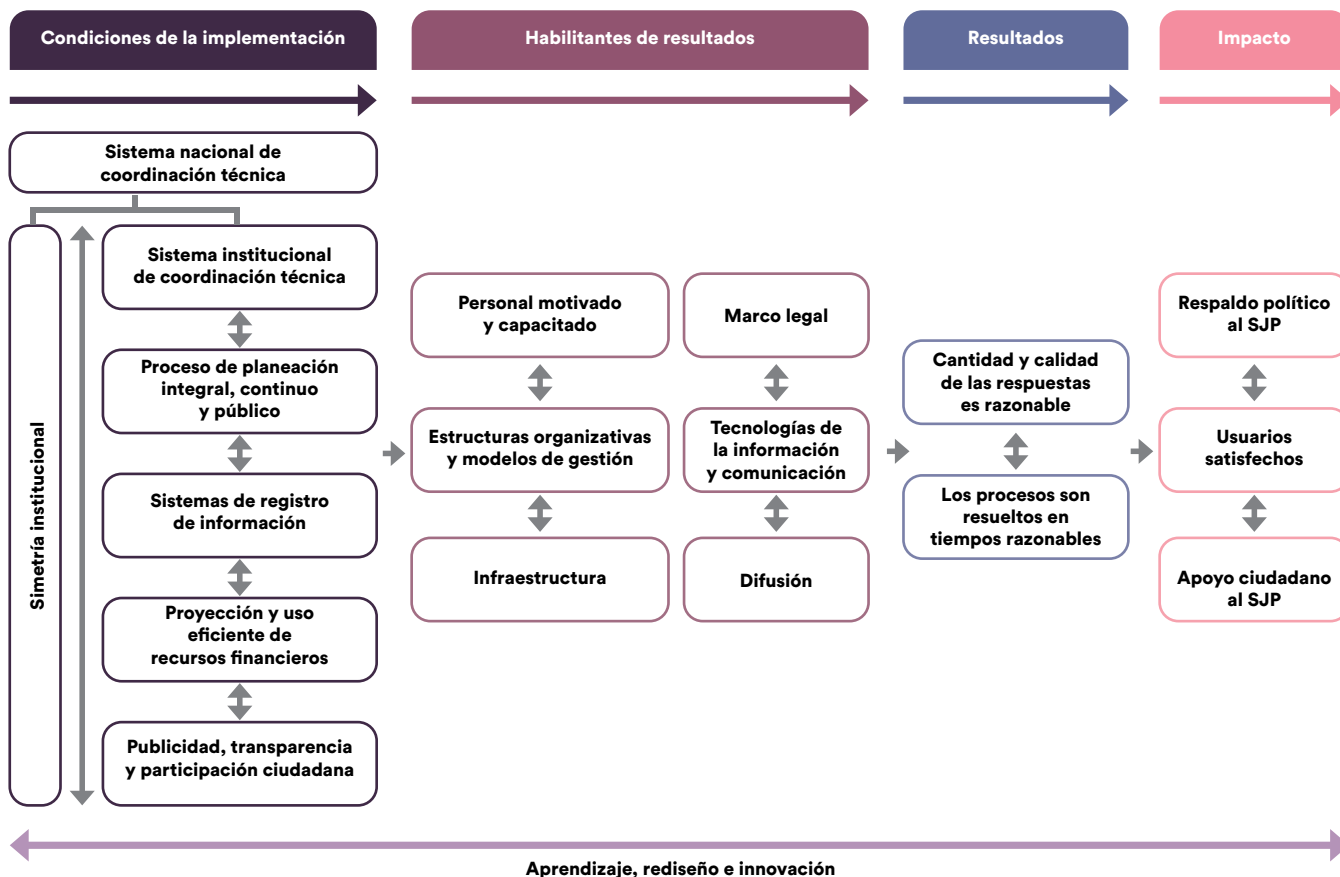 Condiciones de la implementación
Habilitantes de resultados
Resultados
Impacto
Sistema nacional de
coordinación técnica
Simetría institucional
Sistema institucional
de coordinación técnica
Proceso de planeación
integral, continuo
y público
Sistemas de registro
de información
Proyección y uso
eficiente de
recursos financieros
Publicidad, transparencia
y participación ciudadana
Personal motivado
y capacitado
Estructuras organizativas
y modelos de gestión
Infraestructura
Marco legal
Tecnologías de
la información
y comunicación
Difusión
Cantidad y calidad
de las respuestas
es razonable
Los procesos son
resueltos en
tiempos razonables
Respaldo político
al SJP
Usuarios
satisfechos
Apoyo ciudadano
al SJP
Aprendizaje, rediseño e innovación